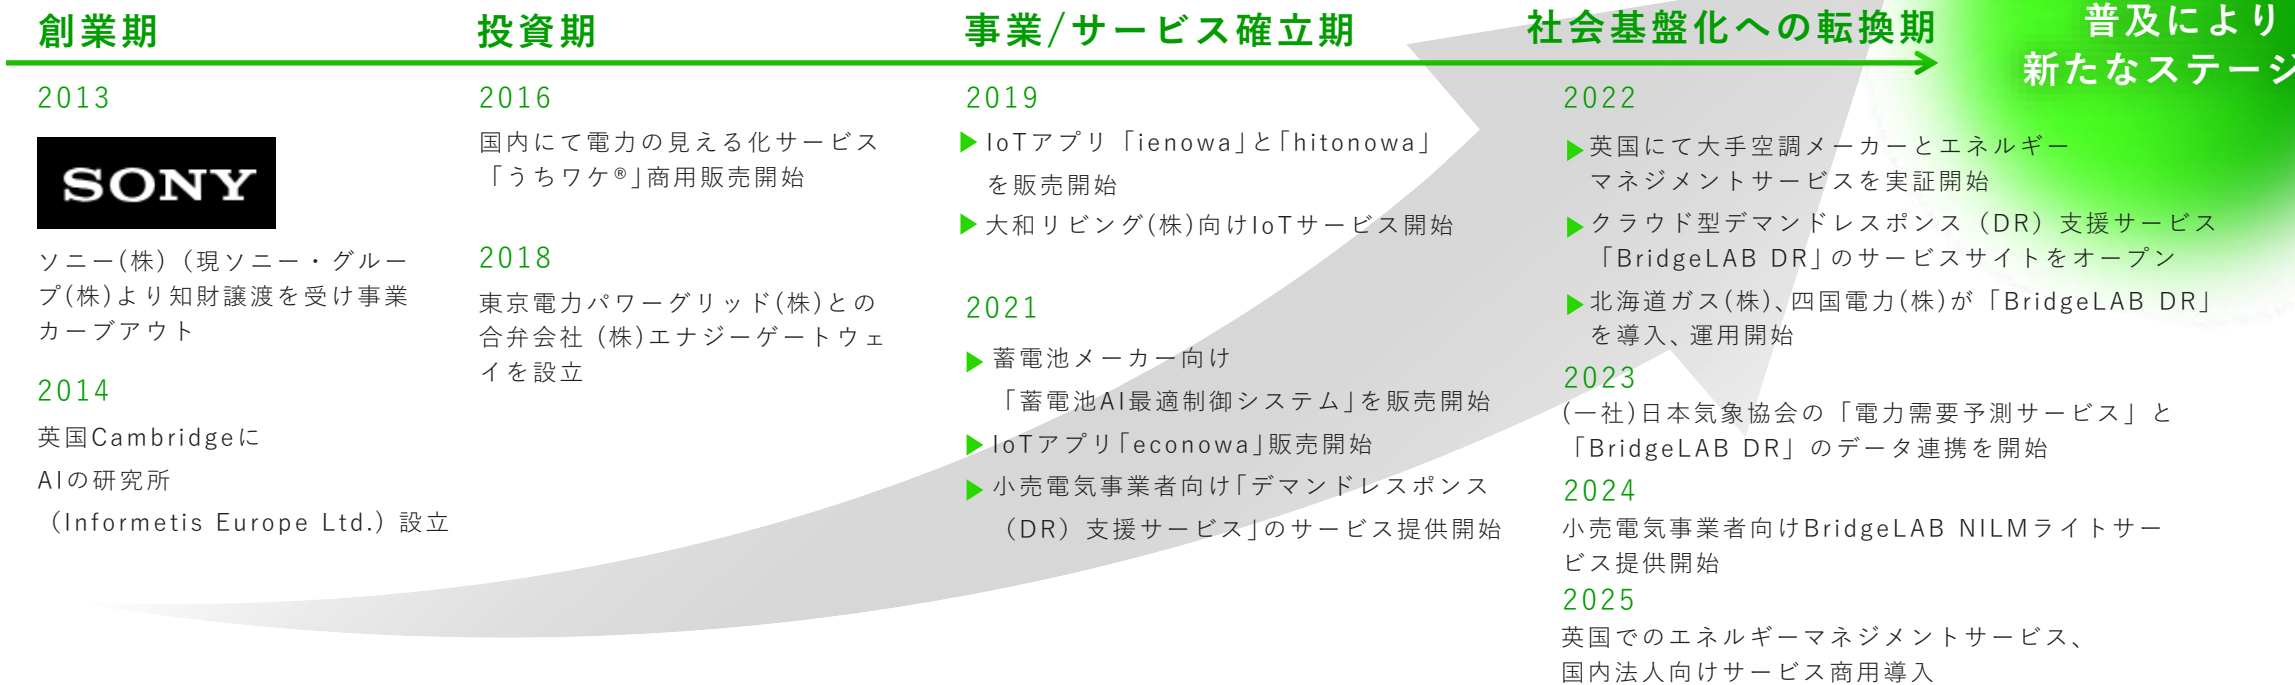 創業期
2013
SONY
ソニー(株)（現ソニー・グルー
プ(株)より知財譲渡を受け事業
カーブアウト
2014
英国Cambridgeに
AIの研究所
（Informetis Europe Ltd.）設立
投資期
2016
国内にて電力の見える化サービス
「うちワケ®」商用販売開始
2018
東京電力パワーグリッド(株)との
合弁会社 (株)エナジーゲートウェ
イを設立
事業/サービス確立期
2019
▶IoTアプリ「ienowa」と「hitonowa」
を販売開始
▶大和リビング(株)向けIoTサービス開始
2021
▶蓄電池メーカー向け
「蓄電池AI最適制御システム」を販売開始
▶IoTアプリ「econowa」販売開始
▶小売電気事業者向け「デマンドレスポンス
（DR）支援サービス」のサービス提供開始
社会基盤化への転換期
2022
▶英国にて大手空調メーカーとエネルギー
マネジメントサービスを実証開始
▶クラウド型デマンドレスポンス（DR）支援サービス
「BridgeLAB DR」のサービスサイトをオープン
▶北海道ガス(株)、四国電力(株)が「BridgeLAB DR」
を導入、運用開始
2023
(一社)日本気象協会の「電力需要予測サービス」と
「BridgeLAB DR」のデータ連携を開始
2024
小売電気事業者向けBridgeLAB NILMライトサー
ビス提供開始
2025
英国でのエネルギーマネジメントサービス、
国内法人向けサービス商用導入
普及により
新たなステージ